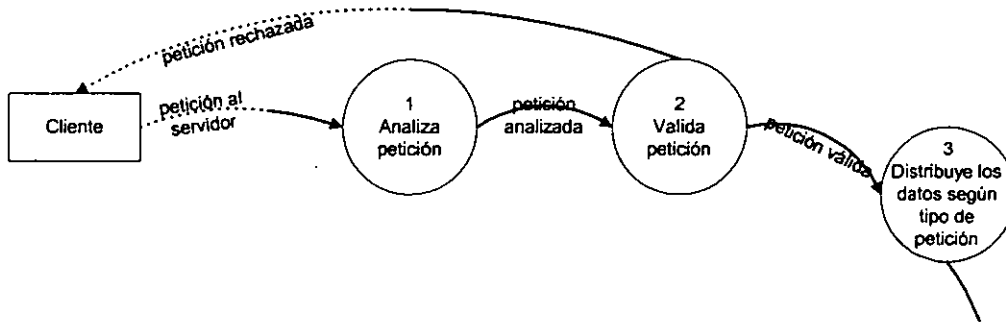 petición rechazada
Cliente
petición al
servidor
1
Analiza
petición
petición
analizada
2
Valida
petición
petición válida
3
Distribuye los
datos según
tipo de
petición